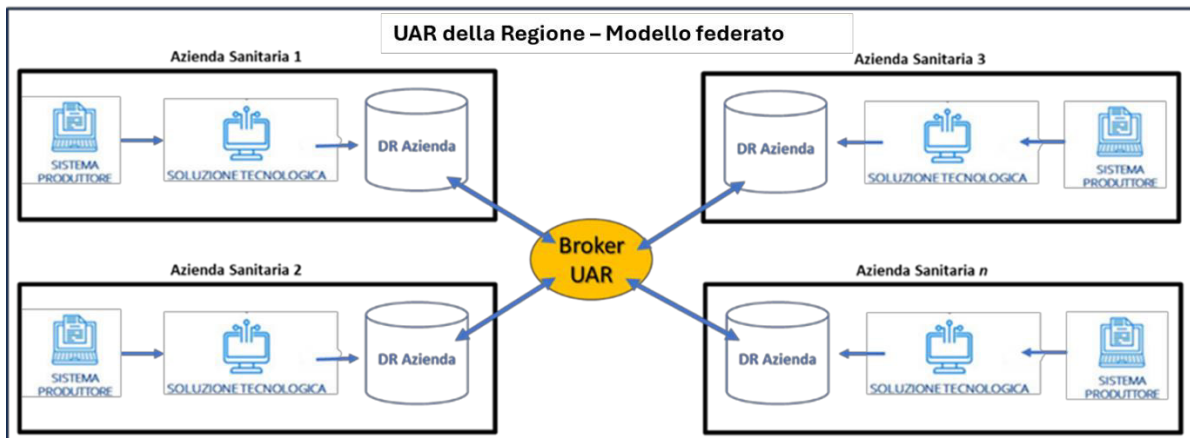 UAR della Regione – Modello federato
Azienda Sanitaria 1
SISTEMA
PRODUTTORE
SOLUZIONE TECNOLOGICA
DR Azienda
Azienda Sanitaria 3
DR Azienda
SOLUZIONE TECNOLOGICA
SISTEMA
PRODUTTORE
Broker
UAR
Azienda Sanitaria 2
SISTEMA
PRODUTTORE
SOLUZIONE TECNOLOGICA
DR Azienda
Azienda Sanitaria n
DR Azienda
SOLUZIONE TECNOLOGICA
SISTEMA
PRODUTTORE